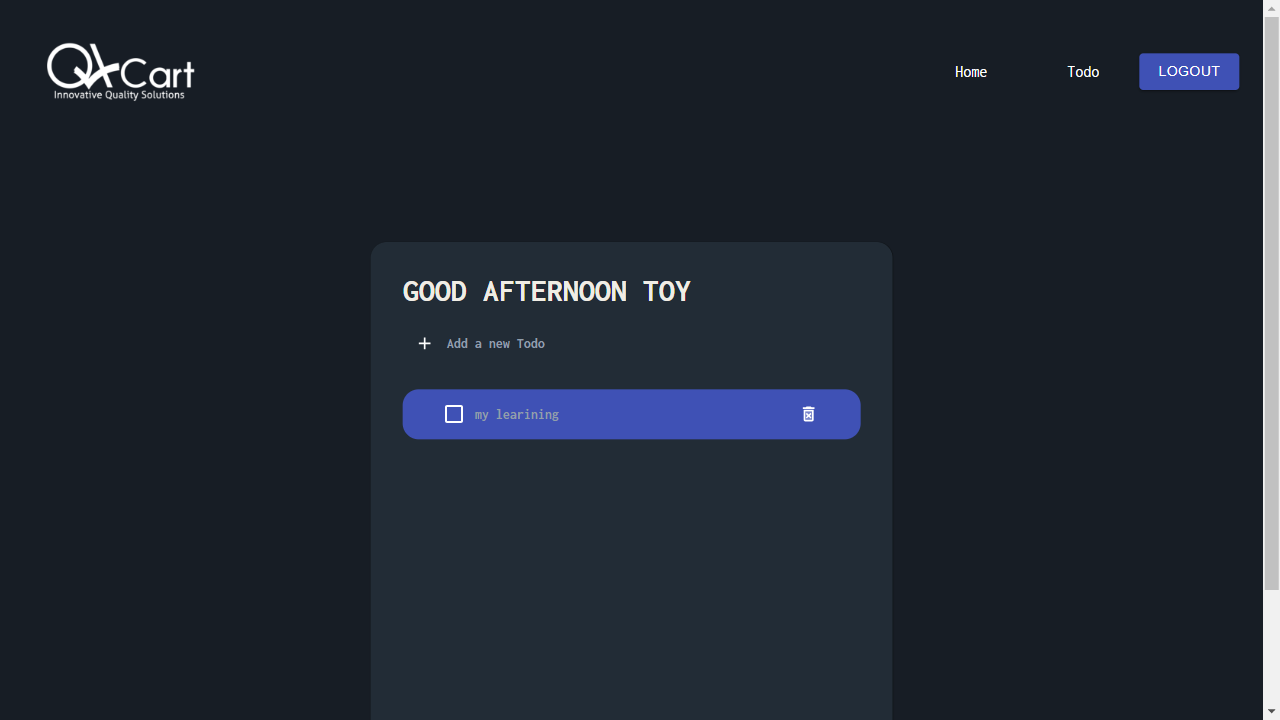 QACart
Innovative Quality Solutions
Home
Todo
LOGOUT
GOOD AFTERNOON TOY
Add a new Todo
my learining